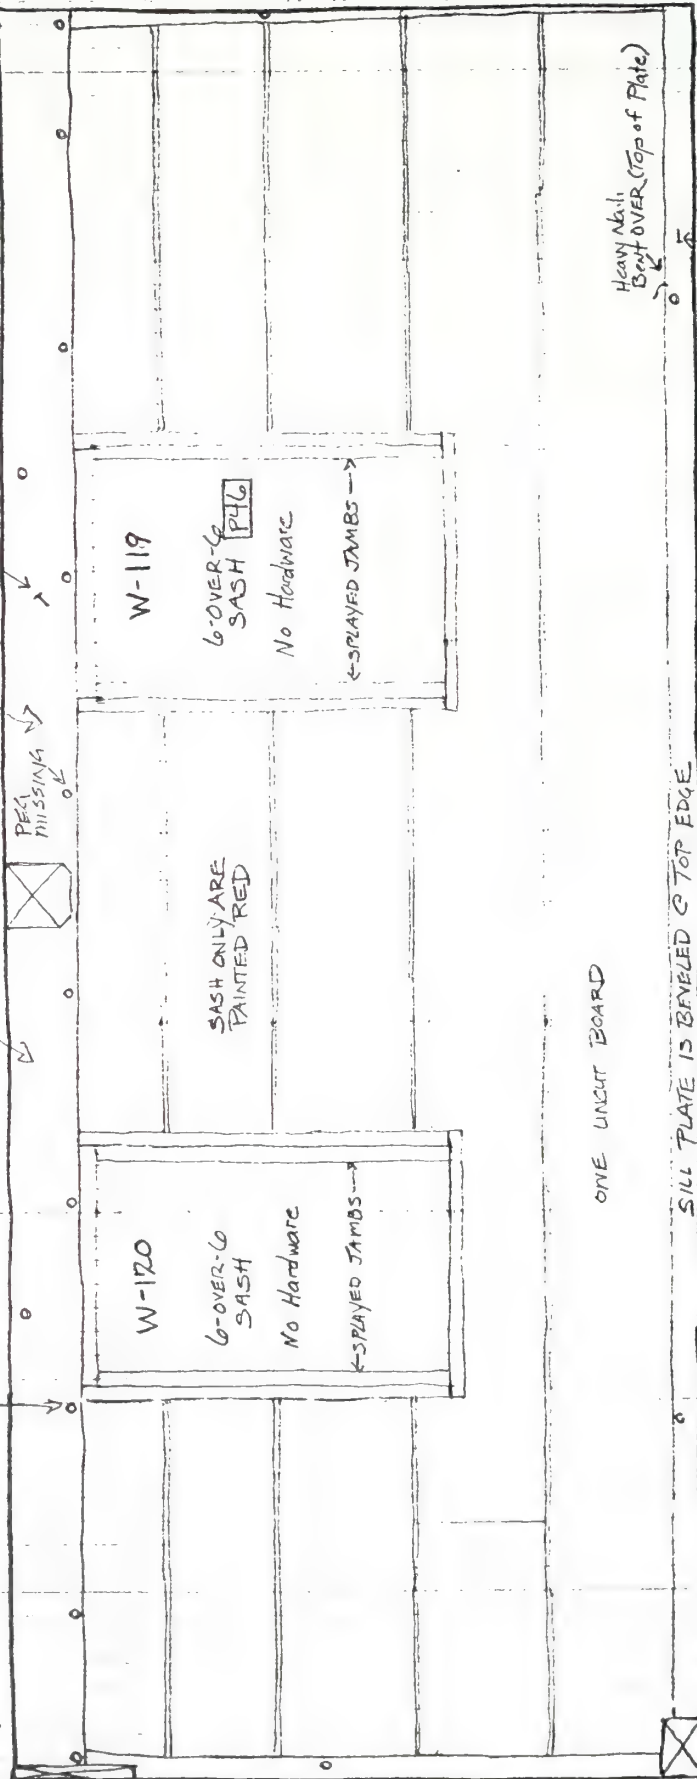 PEG
MISSING
W-120
6-OVER-6
SASH
No Hardware
←SPLAYED JAMBS→
SASH ONLY ARE
PAINTED RED
W-119
6-OVER-6
SASH
P46
No Hardware
←SPLAYED JAMBS→
ONE UNCUT BOARD
Heavy Nails
Bent OVER (Top of Plate)
SILL PLATE IS BEVELED @ TOP EDGE